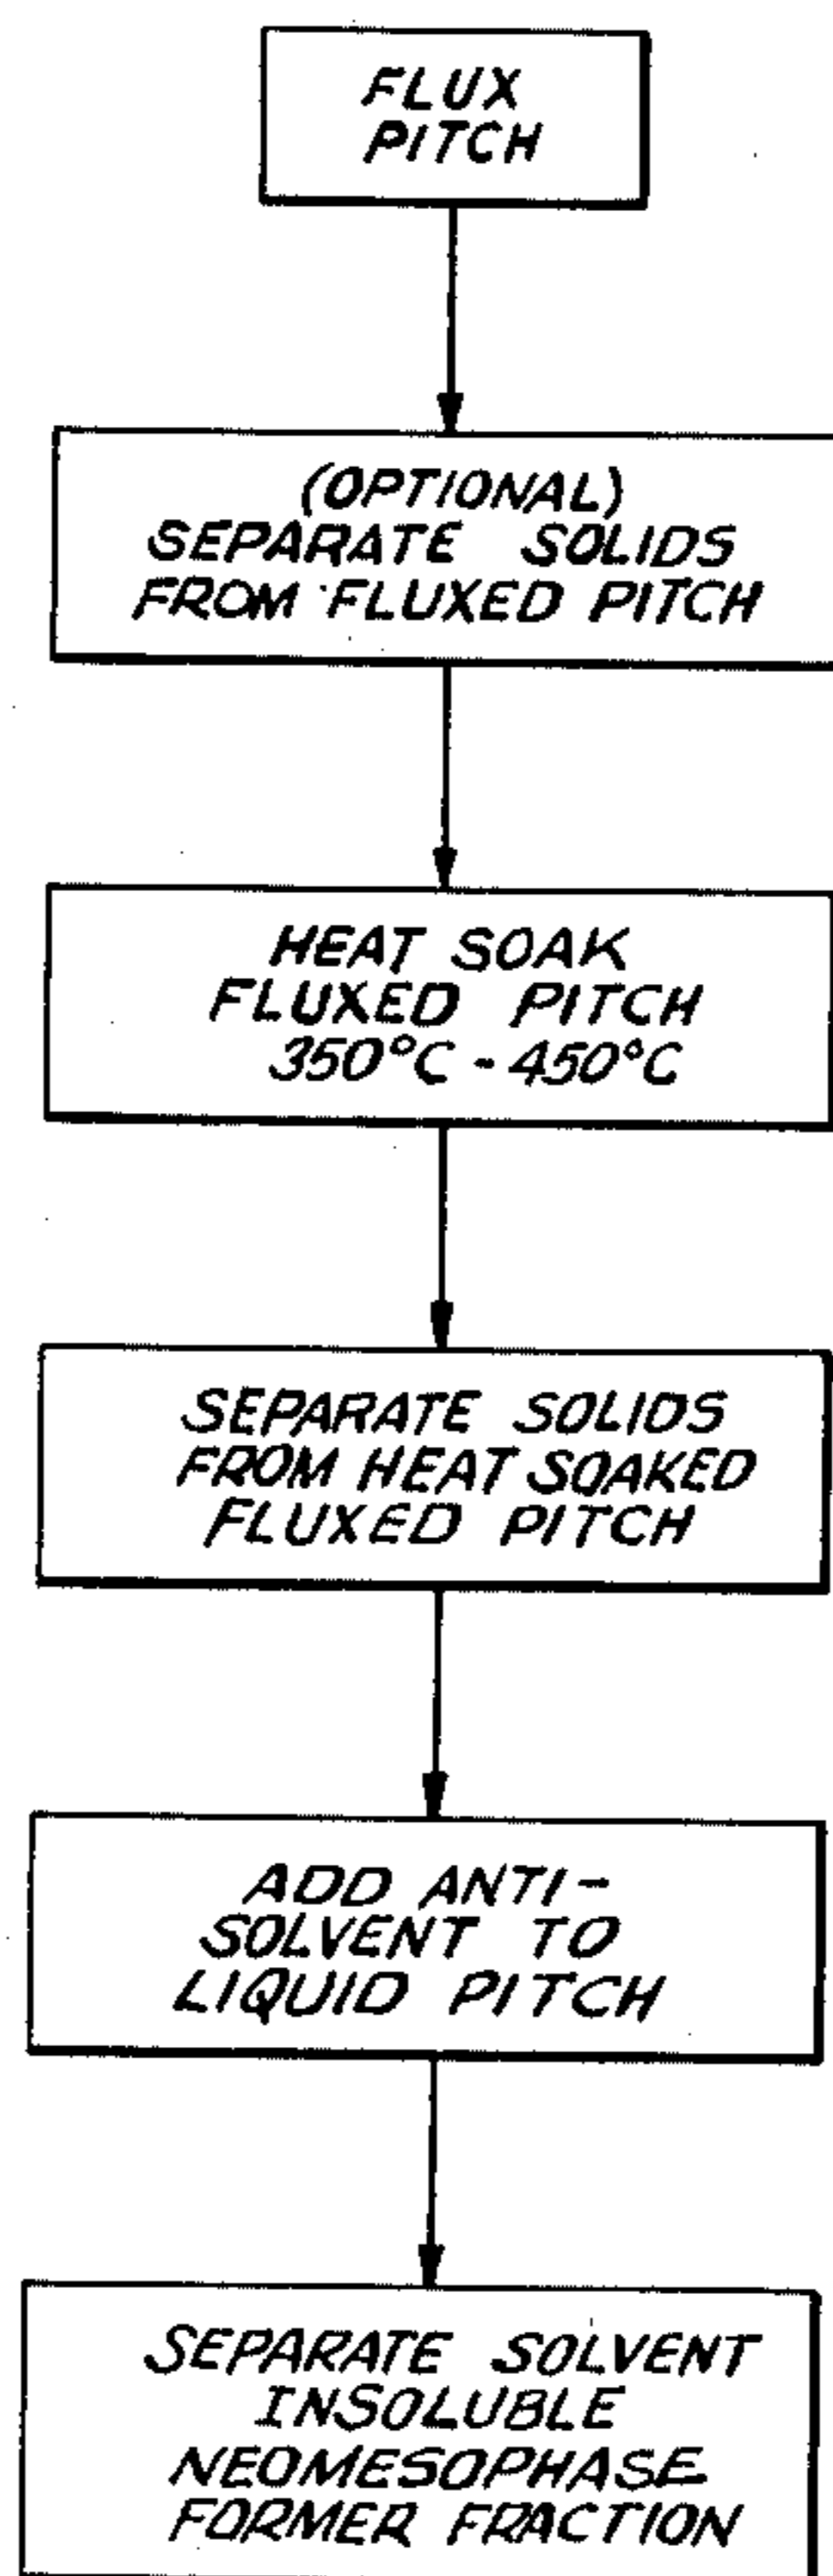 FLUX
PITCH
(OPTIONAL)
SEPARATE SOLIDS
FROM FLUXED PITCH
HEAT SOAK
FLUXED PITCH
350°C - 450°C
SEPARATE SOLIDS
FROM HEAT SOAKED
FLUXED PITCH
ADD ANTI-
SOLVENT TO
LIQUID PITCH
SEPARATE SOLVENT
INSOLUBLE
NEOMESOPHASE
FORMER FRACTION